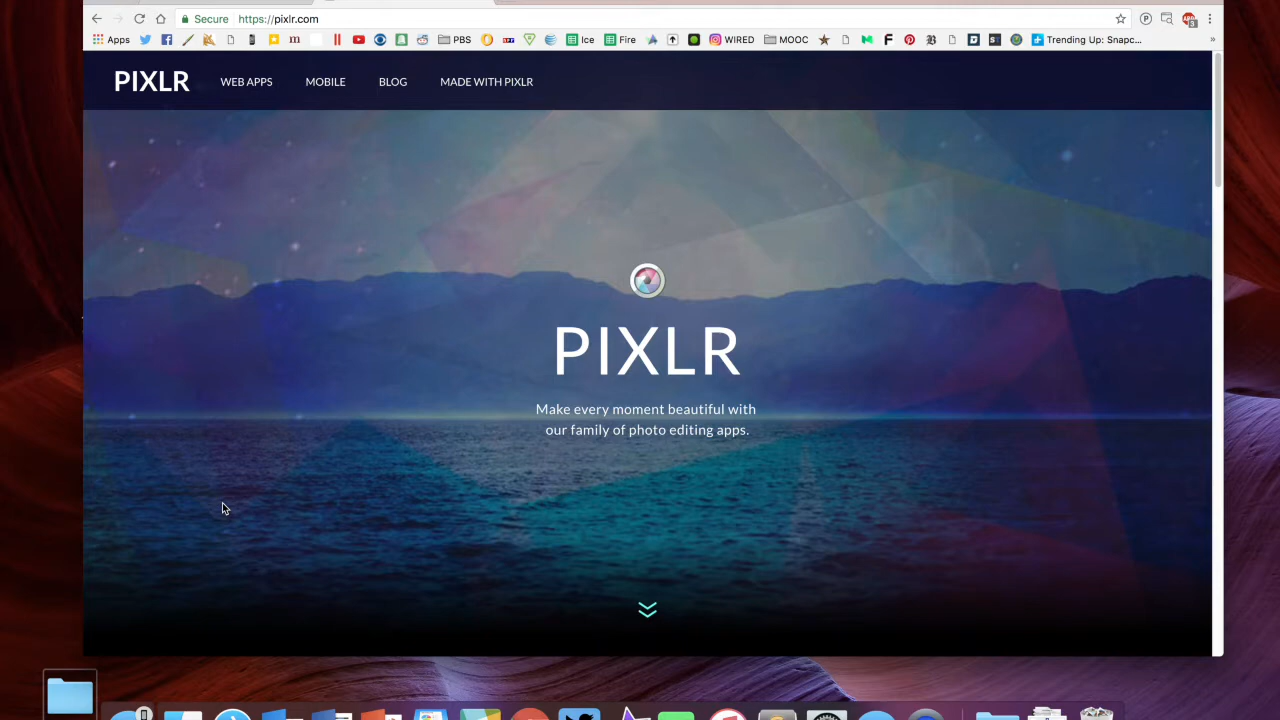 Secure https://pixlr.com
Apps PBS Ice Fire WIRED MOOC Trending Up: Snapc... »
PIXLR WEB APPS MOBILE BLOG MADE WITH PIXLR
PIXLR
Make every moment beautiful with
our family of photo editing apps.